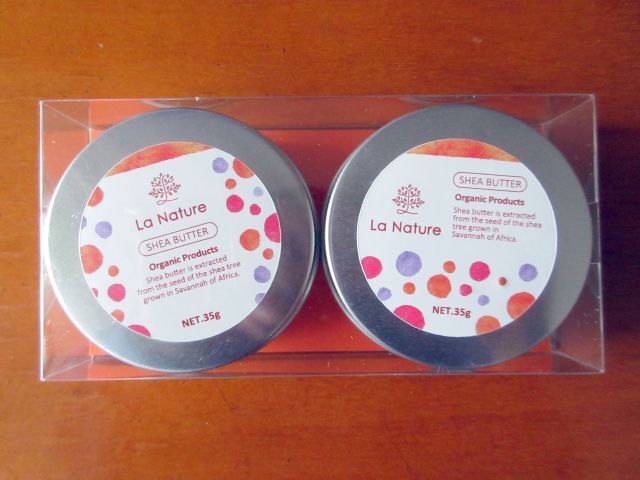 La Nature
SHEA BUTTER
Organic Products
Shea butter is extracted
from the seed of the shea tree
grown in Savannah of Africa.
NET.35g
La Nature
SHEA BUTTER
Organic Products
Shea butter is extracted
from the seed of the shea
tree grown in
Savannah of Africa.
NET.35g